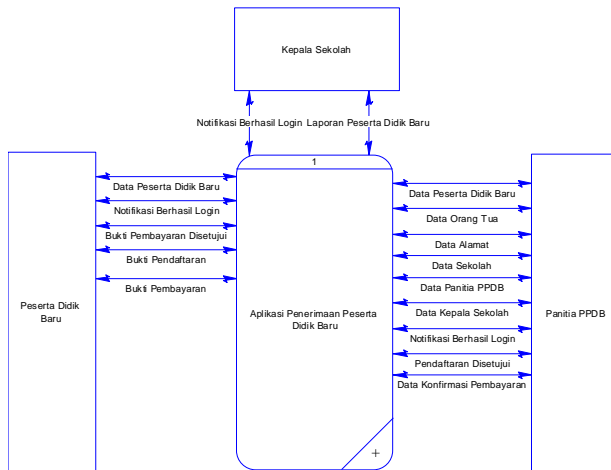 Kepala Sekolah
Notifikasi Berhasil Login
Laporan Peserta Didik Baru
1
Data Peserta Didik Baru
Notifikasi Berhasil Login
Bukti Pembayaran Disetujui
Bukti Pendaftaran
Bukti Pembayaran
Peserta Didik
Baru
Aplikasi Penerimaan Peserta
Didik Baru
+
Data Peserta Didik Baru
Data Orang Tua
Data Alamat
Data Sekolah
Data Panitia PPDB
Data Kepala Sekolah
Notifikasi Berhasil Login
Pendaftaran Disetujui
Data Konfirmasi Pembayaran
Panitia PPDB